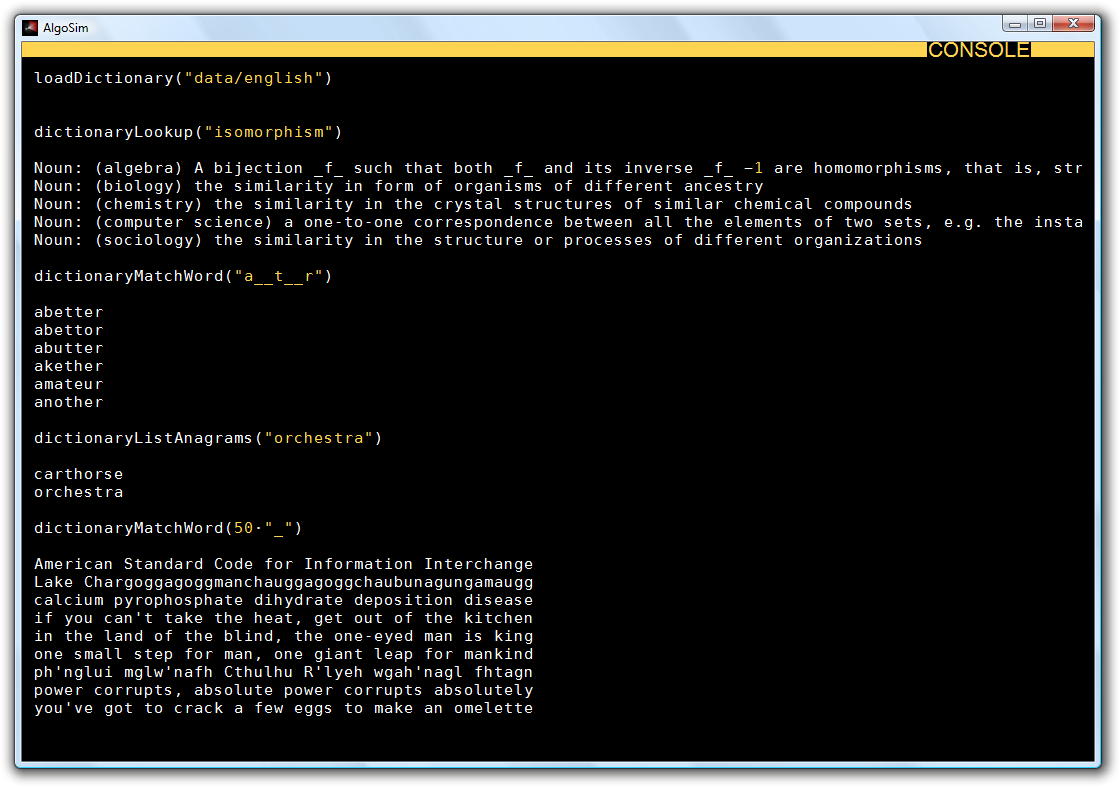 AlgoSim
CONSOLE
loadDictionary("data/english")
dictionaryLookup("isomorphism")
Noun: (algebra) A bijection _f_ such that both _f_ and its inverse _f_ −1 are homomorphisms, that is, str
Noun: (biology) the similarity in form of organisms of different ancestry
Noun: (chemistry) the similarity in the crystal structures of similar chemical compounds
Noun: (computer science) a one-to-one correspondence between all the elements of two sets, e.g. the insta
Noun: (sociology) the similarity in the structure or processes of different organizations
dictionaryMatchWord("a__t__r")
abetter
abettor
abutter
akether
amateur
another
dictionaryListAnagrams("orchestra")
carthorse
orchestra
dictionaryMatchWord(50·"_")
American Standard Code for Information Interchange
Lake Chargoggagoggmanchauggagoggchaubunagungamaugg
calcium pyrophosphate dihydrate deposition disease
if you can't take the heat, get out of the kitchen
in the land of the blind, the one-eyed man is king
one small step for man, one giant leap for mankind
ph'nglui mglw'nafh Cthulhu R'lyeh wgah'nagl fhtagn
power corrupts, absolute power corrupts absolutely
you've got to crack a few eggs to make an omelette